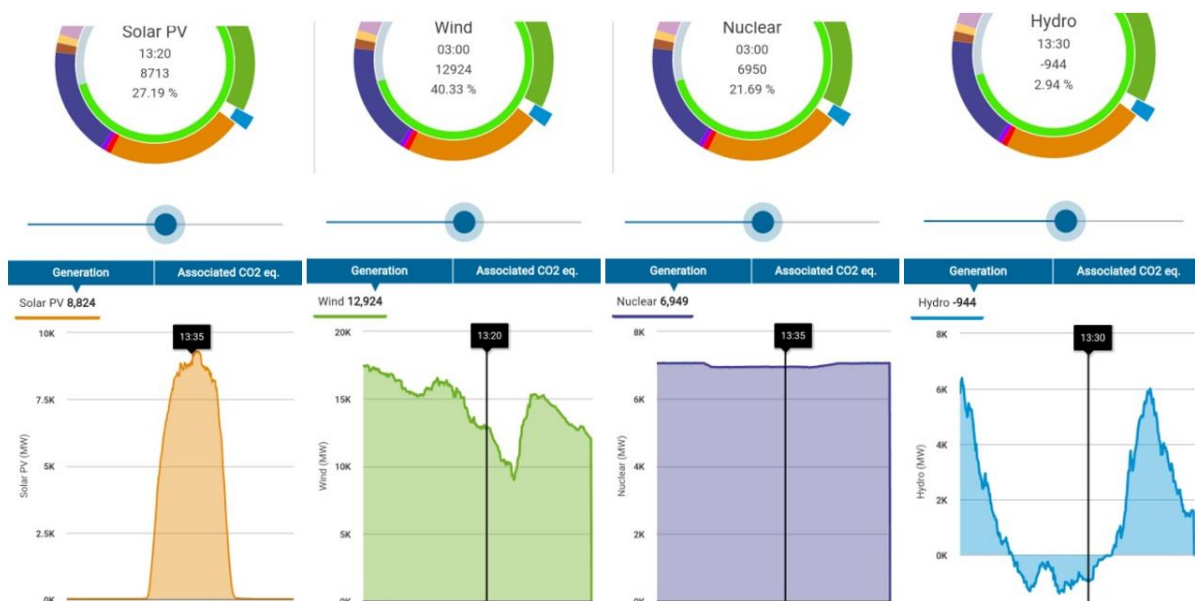 Solar PV
13:20
8713
27.19 %
Wind
03:00
12924
40.33 %
Nuclear
03:00
6950
21.69 %
Hydro
13:30
-944
2.94 %
Generation
Associated CO2 eq.
Generation
Associated CO2 eq.
Generation
Associated CO2 eq.
Generation
Associated CO2 eq.
Solar PV 8,824
10K
7.5K
5K
2.5K
0K
Solar PV (MW)
13:35
Wind 12,924
20K
15K
10K
5K
0K
Wind (MW)
13:20
Nuclear 6,949
8K
6K
4K
2K
0K
Nuclear (MW)
13:35
Hydro -944
8K
6K
4K
2K
0K
Hydro (MW)
13:30